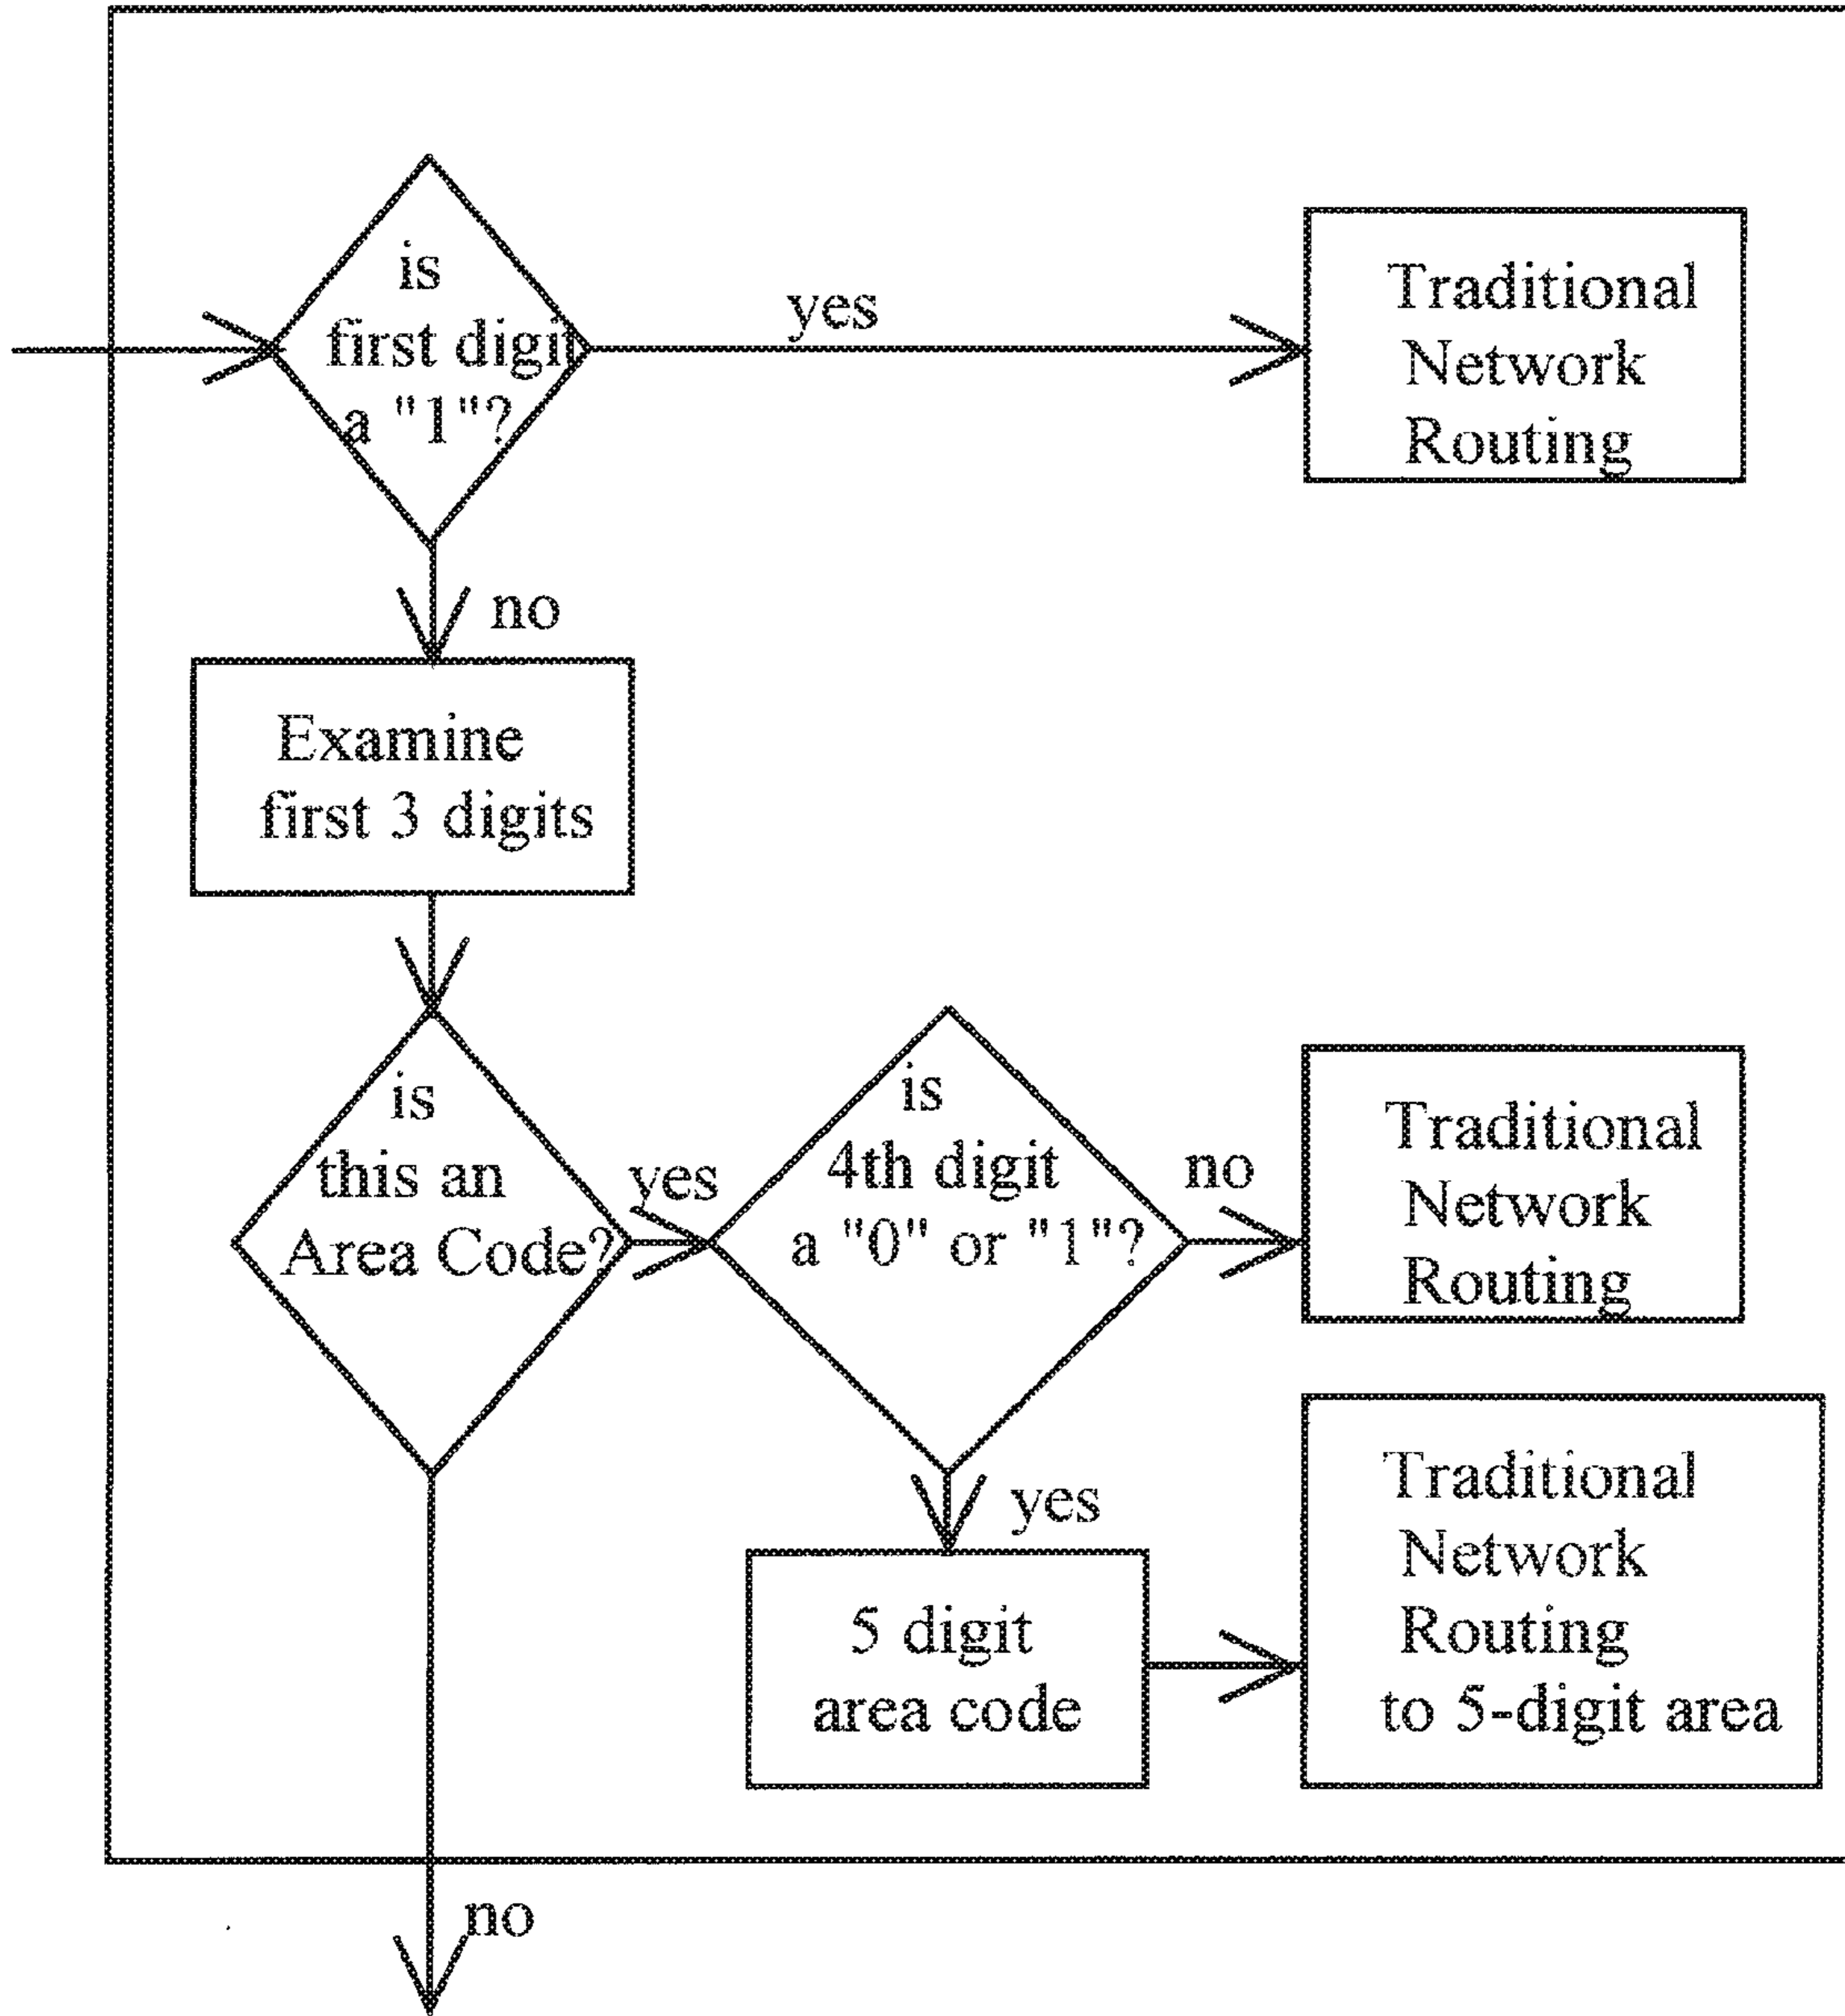 is
first digit
a "1"?
yes
Traditional
Network
Routing
no
Examine
first 3 digits
is
this an
Area Code?
yes
is
4th digit
a "0" or "1"?
no
Traditional
Network
Routing
yes
5 digit
area code
Traditional
Network
Routing
to 5-digit area
no